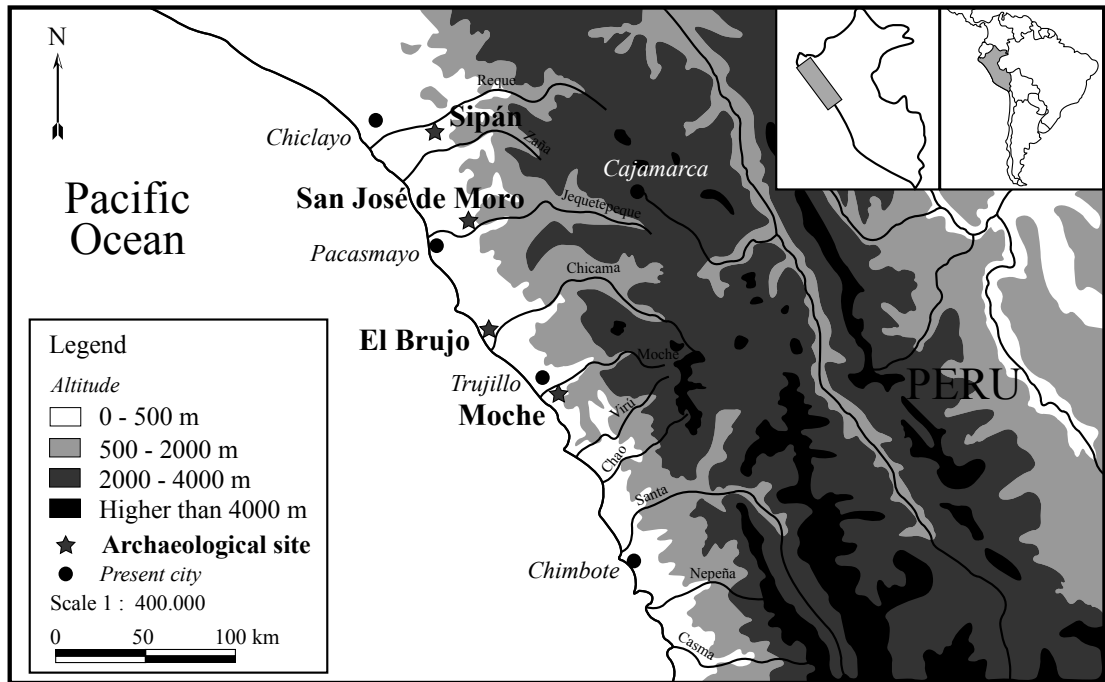 N
Reque
Sipán
Chiclayo
Zaña
Cajamarca
San José de Moro
Jequetepeque
Pacific
Ocean
Pacasmayo
Chicama
El Brujo
Moche
Trujillo
PERU
Moche
Virú
Chao
Santa
Chimbote
Nepeña
Casma
Legend
Altitude
0 - 500 m
500 - 2000 m
2000 - 4000 m
Higher than 4000 m
Archaeological site
Present city
Scale 1 : 400.000
0 50 100 km